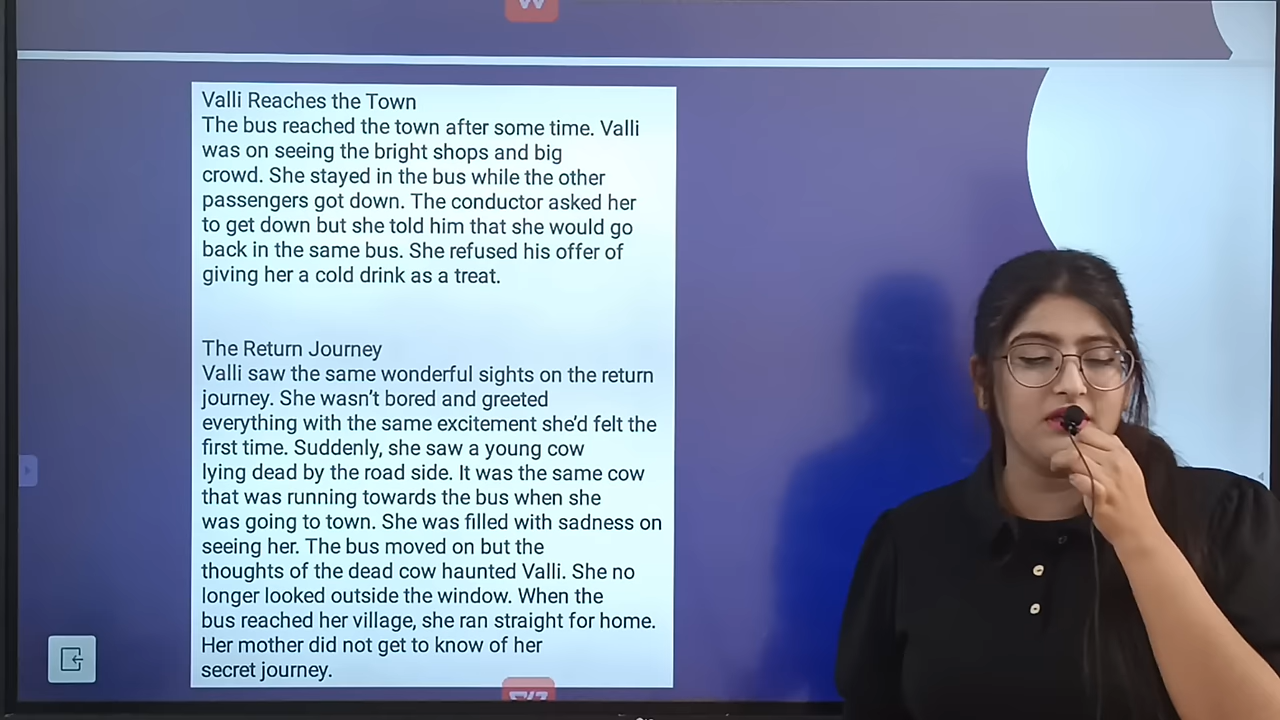 Valli Reaches the Town
The bus reached the town after some time. Valli
was on seeing the bright shops and big
crowd. She stayed in the bus while the other
passengers got down. The conductor asked her
to get down but she told him that she would go
back in the same bus. She refused his offer of
giving her a cold drink as a treat.
The Return Journey
Valli saw the same wonderful sights on the return
journey. She wasn't bored and greeted
everything with the same excitement she'd felt the
first time. Suddenly, she saw a young cow
lying dead by the road side. It was the same cow
that was running towards the bus when she
was going to town. She was filled with sadness on
seeing her. The bus moved on but the
thoughts of the dead cow haunted Valli. She no
longer looked outside the window. When the
bus reached her village, she ran straight for home.
Her mother did not get to know of her
secret journey.